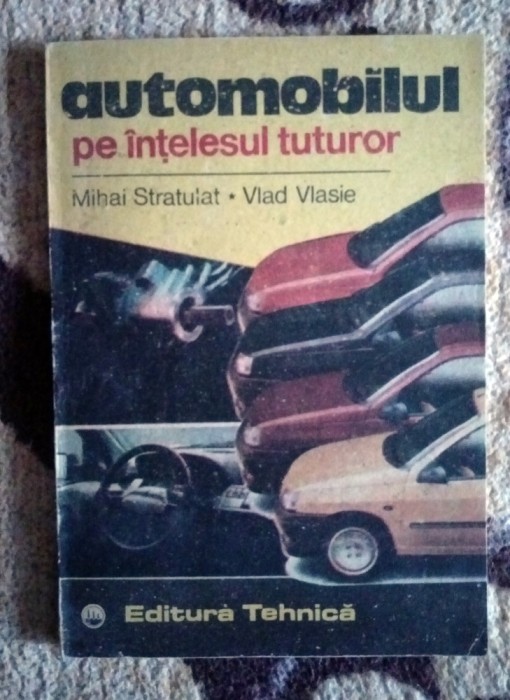 automobilul
pe înțelesul tuturor
Mihai Stratulat • Vlad Vlasie
Editura Tehnică